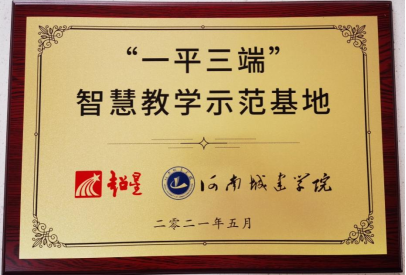 “一平三端”
智慧教学示范基地
超星 河南城建学院
二零二一年五月